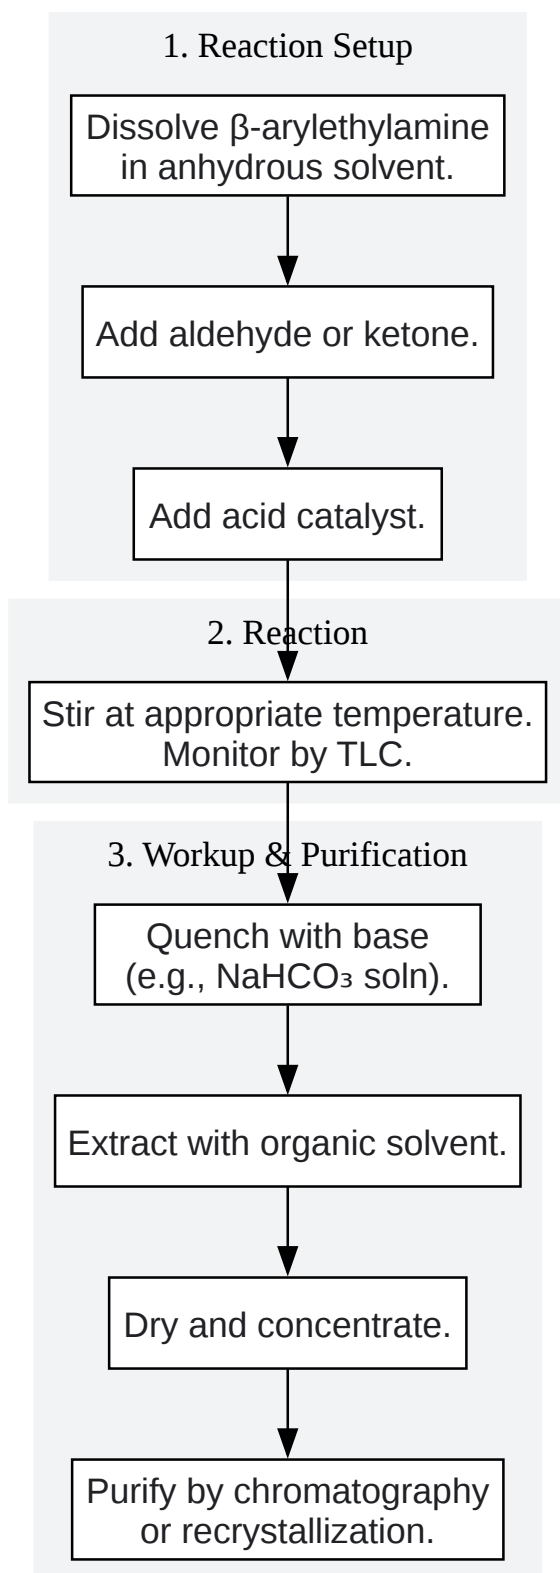 1. Reaction Setup
Dissolve β-arylethylamine
in anhydrous solvent.
Add aldehyde or ketone.
Add acid catalyst.
2. Reaction
Stir at appropriate temperature.
Monitor by TLC.
3. Workup & Purification
Quench with base
(e.g., NaHCO₃ soln).
Extract with organic solvent.
Dry and concentrate.
Purify by chromatography
or recrystallization.